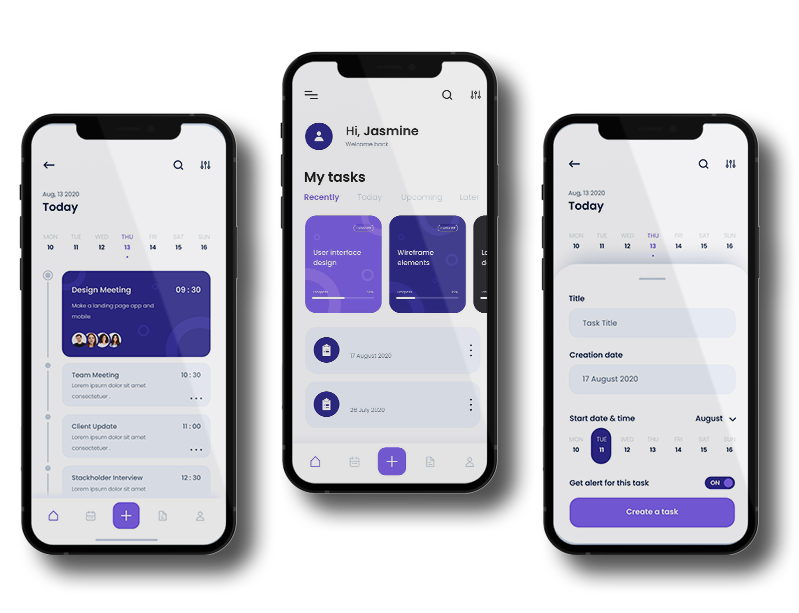 Aug, 13 2020
Today
MON TUE WED THU FRI SAT SUN
10 11 12 13 14 15 16
Design Meeting 09 : 30
Make a landing page app and
mobile
Team Meeting 10 : 30
Lorem ipsum dolor sit amet
consectetuer .
Client Update 11 : 00
Lorem ipsum dolor sit amet
consectetuer .
Stackholder Interview 12 : 30
Lorem ipsum dolor sit amet
Hi, Jasmine
Welcome back
My tasks
Recently Today Upcoming Later
User interface
design
Progress
Wireframe
elements
Progress
17 August 2020
26 July 2020
Aug, 13 2020
Today
MON TUE WED THU FRI SAT SUN
10 11 12 13 14 15 16
Title
Task Title
Creation date
17 August 2020
Start date & time August
MON TUE WED THU FRI SAT SUN
10 11 12 13 14 15 16
Get alert for this task ON
Create a task